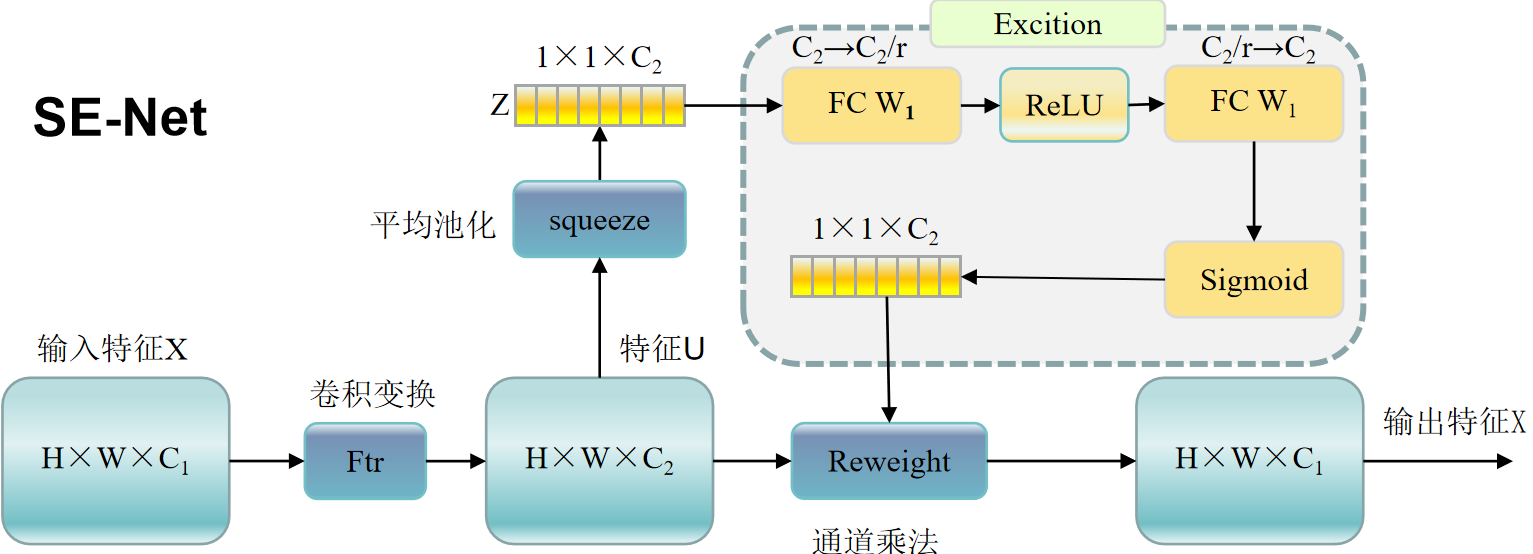 SE-Net
Excition
1×1×C₂
Z
C₂→C₂/r
FC W₁
ReLU
C₂/r→C₂
FC W₁
平均池化
squeeze
1×1×C₂
Sigmoid
输入特征X
H×W×C₁
卷积变换
Ftr
特征U
H×W×C₂
Reweight
通道乘法
H×W×C₁
输出特征X